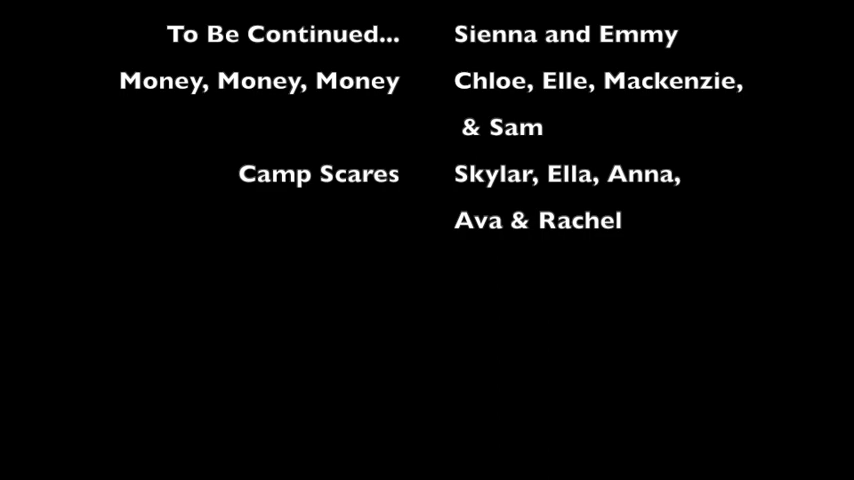 To Be Continued... Sienna and Emmy
Money, Money, Money Chloe, Elle, Mackenzie,
& Sam
Camp Scares Skylar, Ella, Anna,
Ava & Rachel